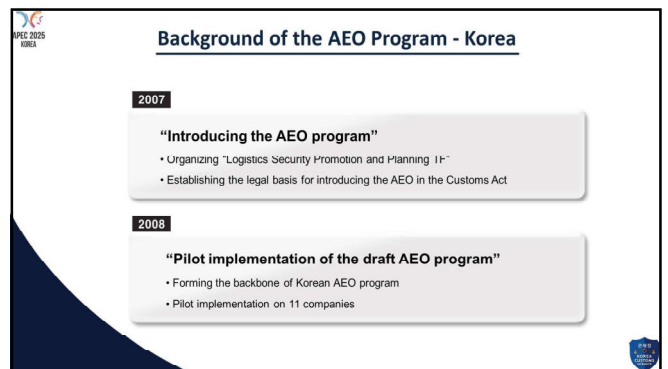 APEC 2025
KOREA
Background of the AEO Program - Korea
2007
“Introducing the AEO program”
• Organizing "Logistics Security Promotion and Planning TF"
• Establishing the legal basis for introducing the AEO in the Customs Act
2008
“Pilot implementation of the draft AEO program”
• Forming the backbone of Korean AEO program
• Pilot implementation on 11 companies
KOREA
CUSTOMS